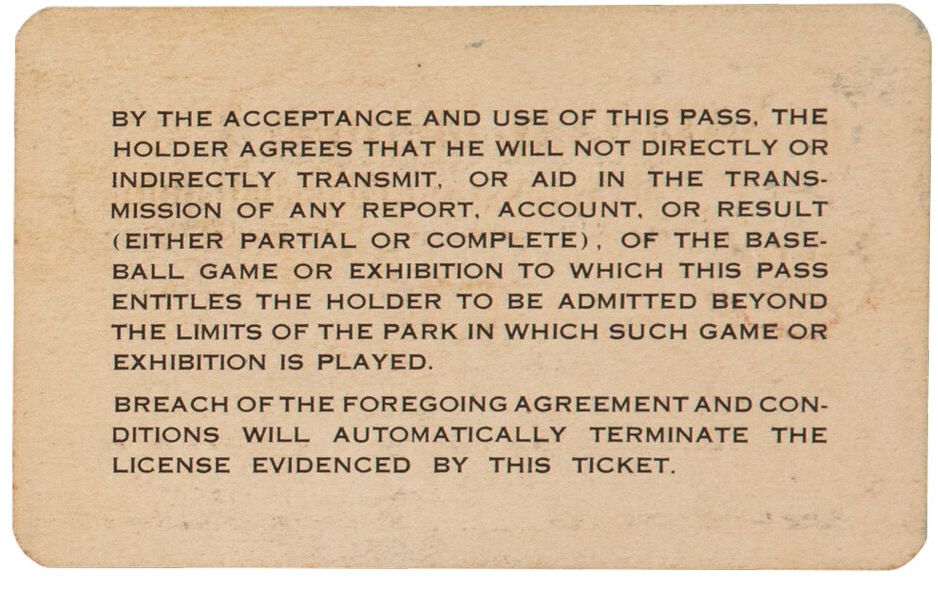 BY THE ACCEPTANCE AND USE OF THIS PASS, THE
HOLDER AGREES THAT HE WILL NOT DIRECTLY OR
INDIRECTLY TRANSMIT, OR AID IN THE TRANS-
MISSION OF ANY REPORT, ACCOUNT, OR RESULT
(EITHER PARTIAL OR COMPLETE), OF THE BASE-
BALL GAME OR EXHIBITION TO WHICH THIS PASS
ENTITLES THE HOLDER TO BE ADMITTED BEYOND
THE LIMITS OF THE PARK IN WHICH SUCH GAME OR
EXHIBITION IS PLAYED.
BREACH OF THE FOREGOING AGREEMENT AND CON-
DITIONS WILL AUTOMATICALLY TERMINATE THE
LICENSE EVIDENCED BY THIS TICKET.